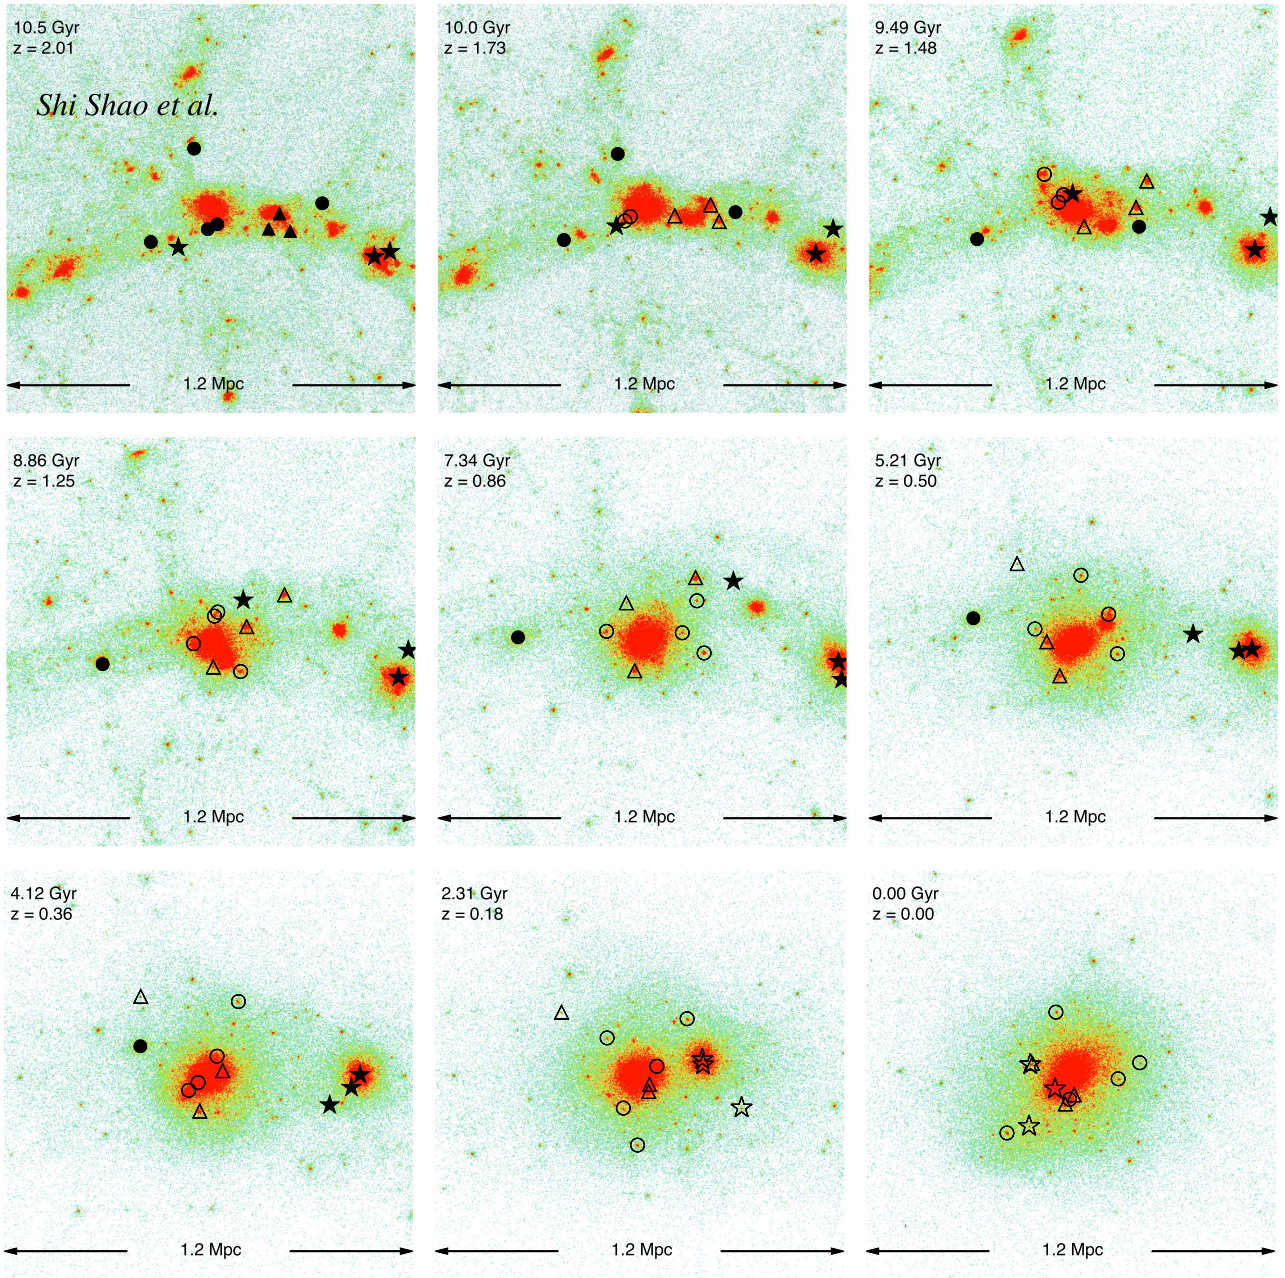 10.5 Gyr
z = 2.01
Shi Shao et al.
1.2 Mpc
10.0 Gyr
z = 1.73
1.2 Mpc
9.49 Gyr
z = 1.48
1.2 Mpc
8.86 Gyr
z = 1.25
1.2 Mpc
7.34 Gyr
z = 0.86
1.2 Mpc
5.21 Gyr
z = 0.50
1.2 Mpc
4.12 Gyr
z = 0.36
1.2 Mpc
2.31 Gyr
z = 0.18
1.2 Mpc
0.00 Gyr
z = 0.00
1.2 Mpc